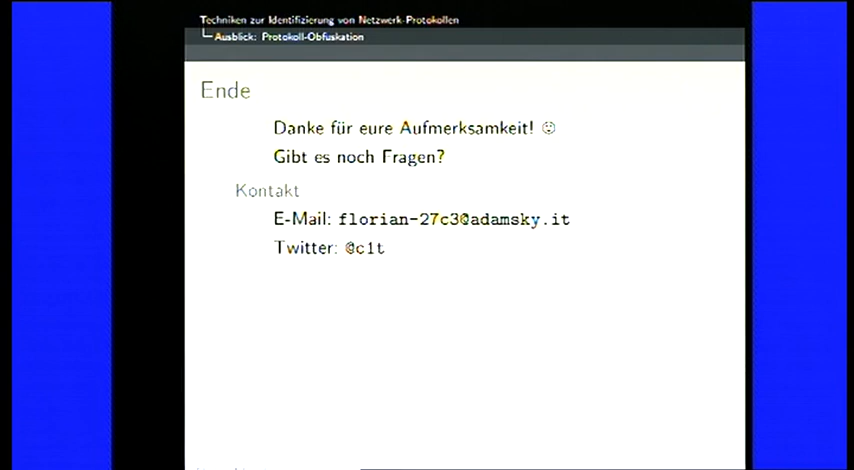 Techniken zur Identifizierung von Netzwerk-Protokollen
Ausblick: Protokoll-Obfuskation
Ende
Danke für eure Aufmerksamkeit! ☺
Gibt es noch Fragen?
Kontakt
E-Mail: florian-27c3@adamsky.it
Twitter: @c1t